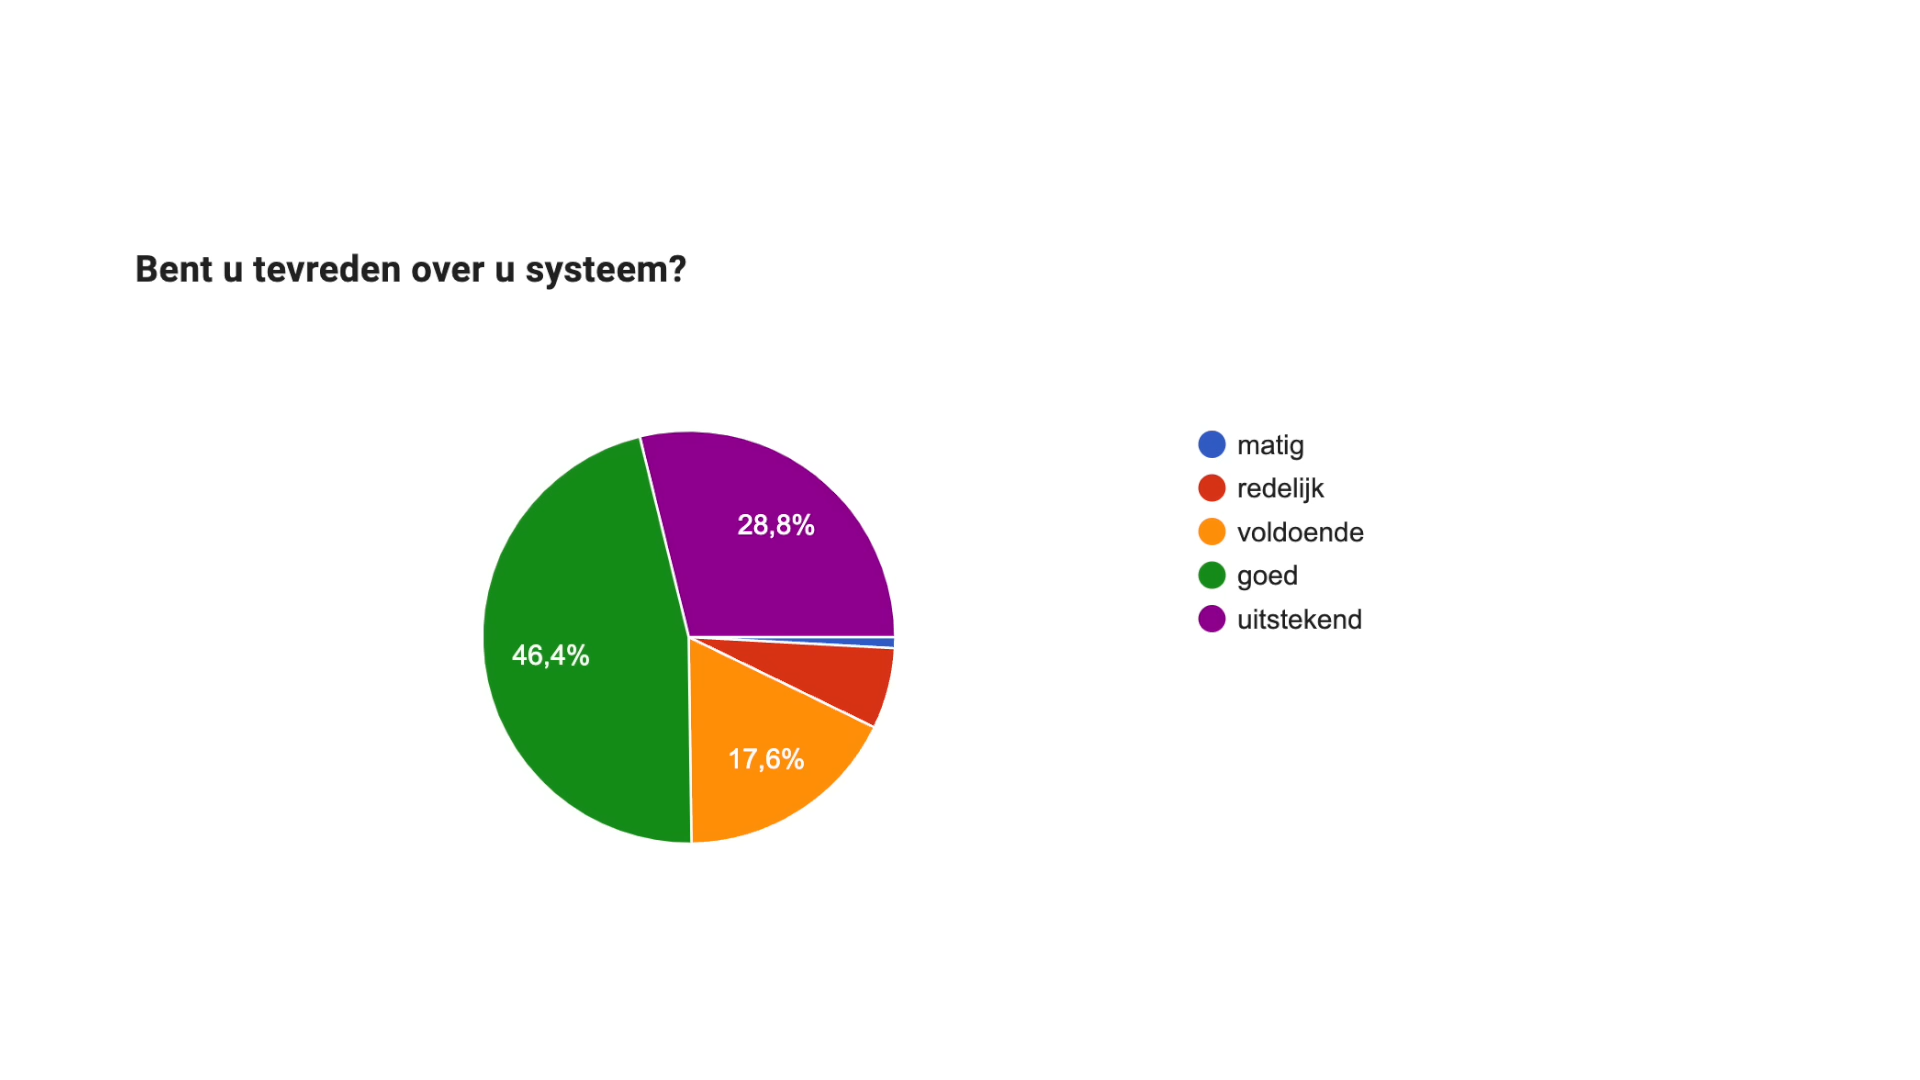 Bent u tevreden over u systeem?
28,8%
46,4%
17,6%
matig
redelijk
voldoende
goed
uitstekend